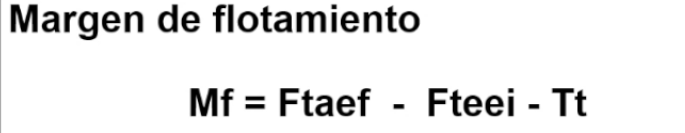 Margen de flotamiento
Mf = Ftaef - Fteei - Tt